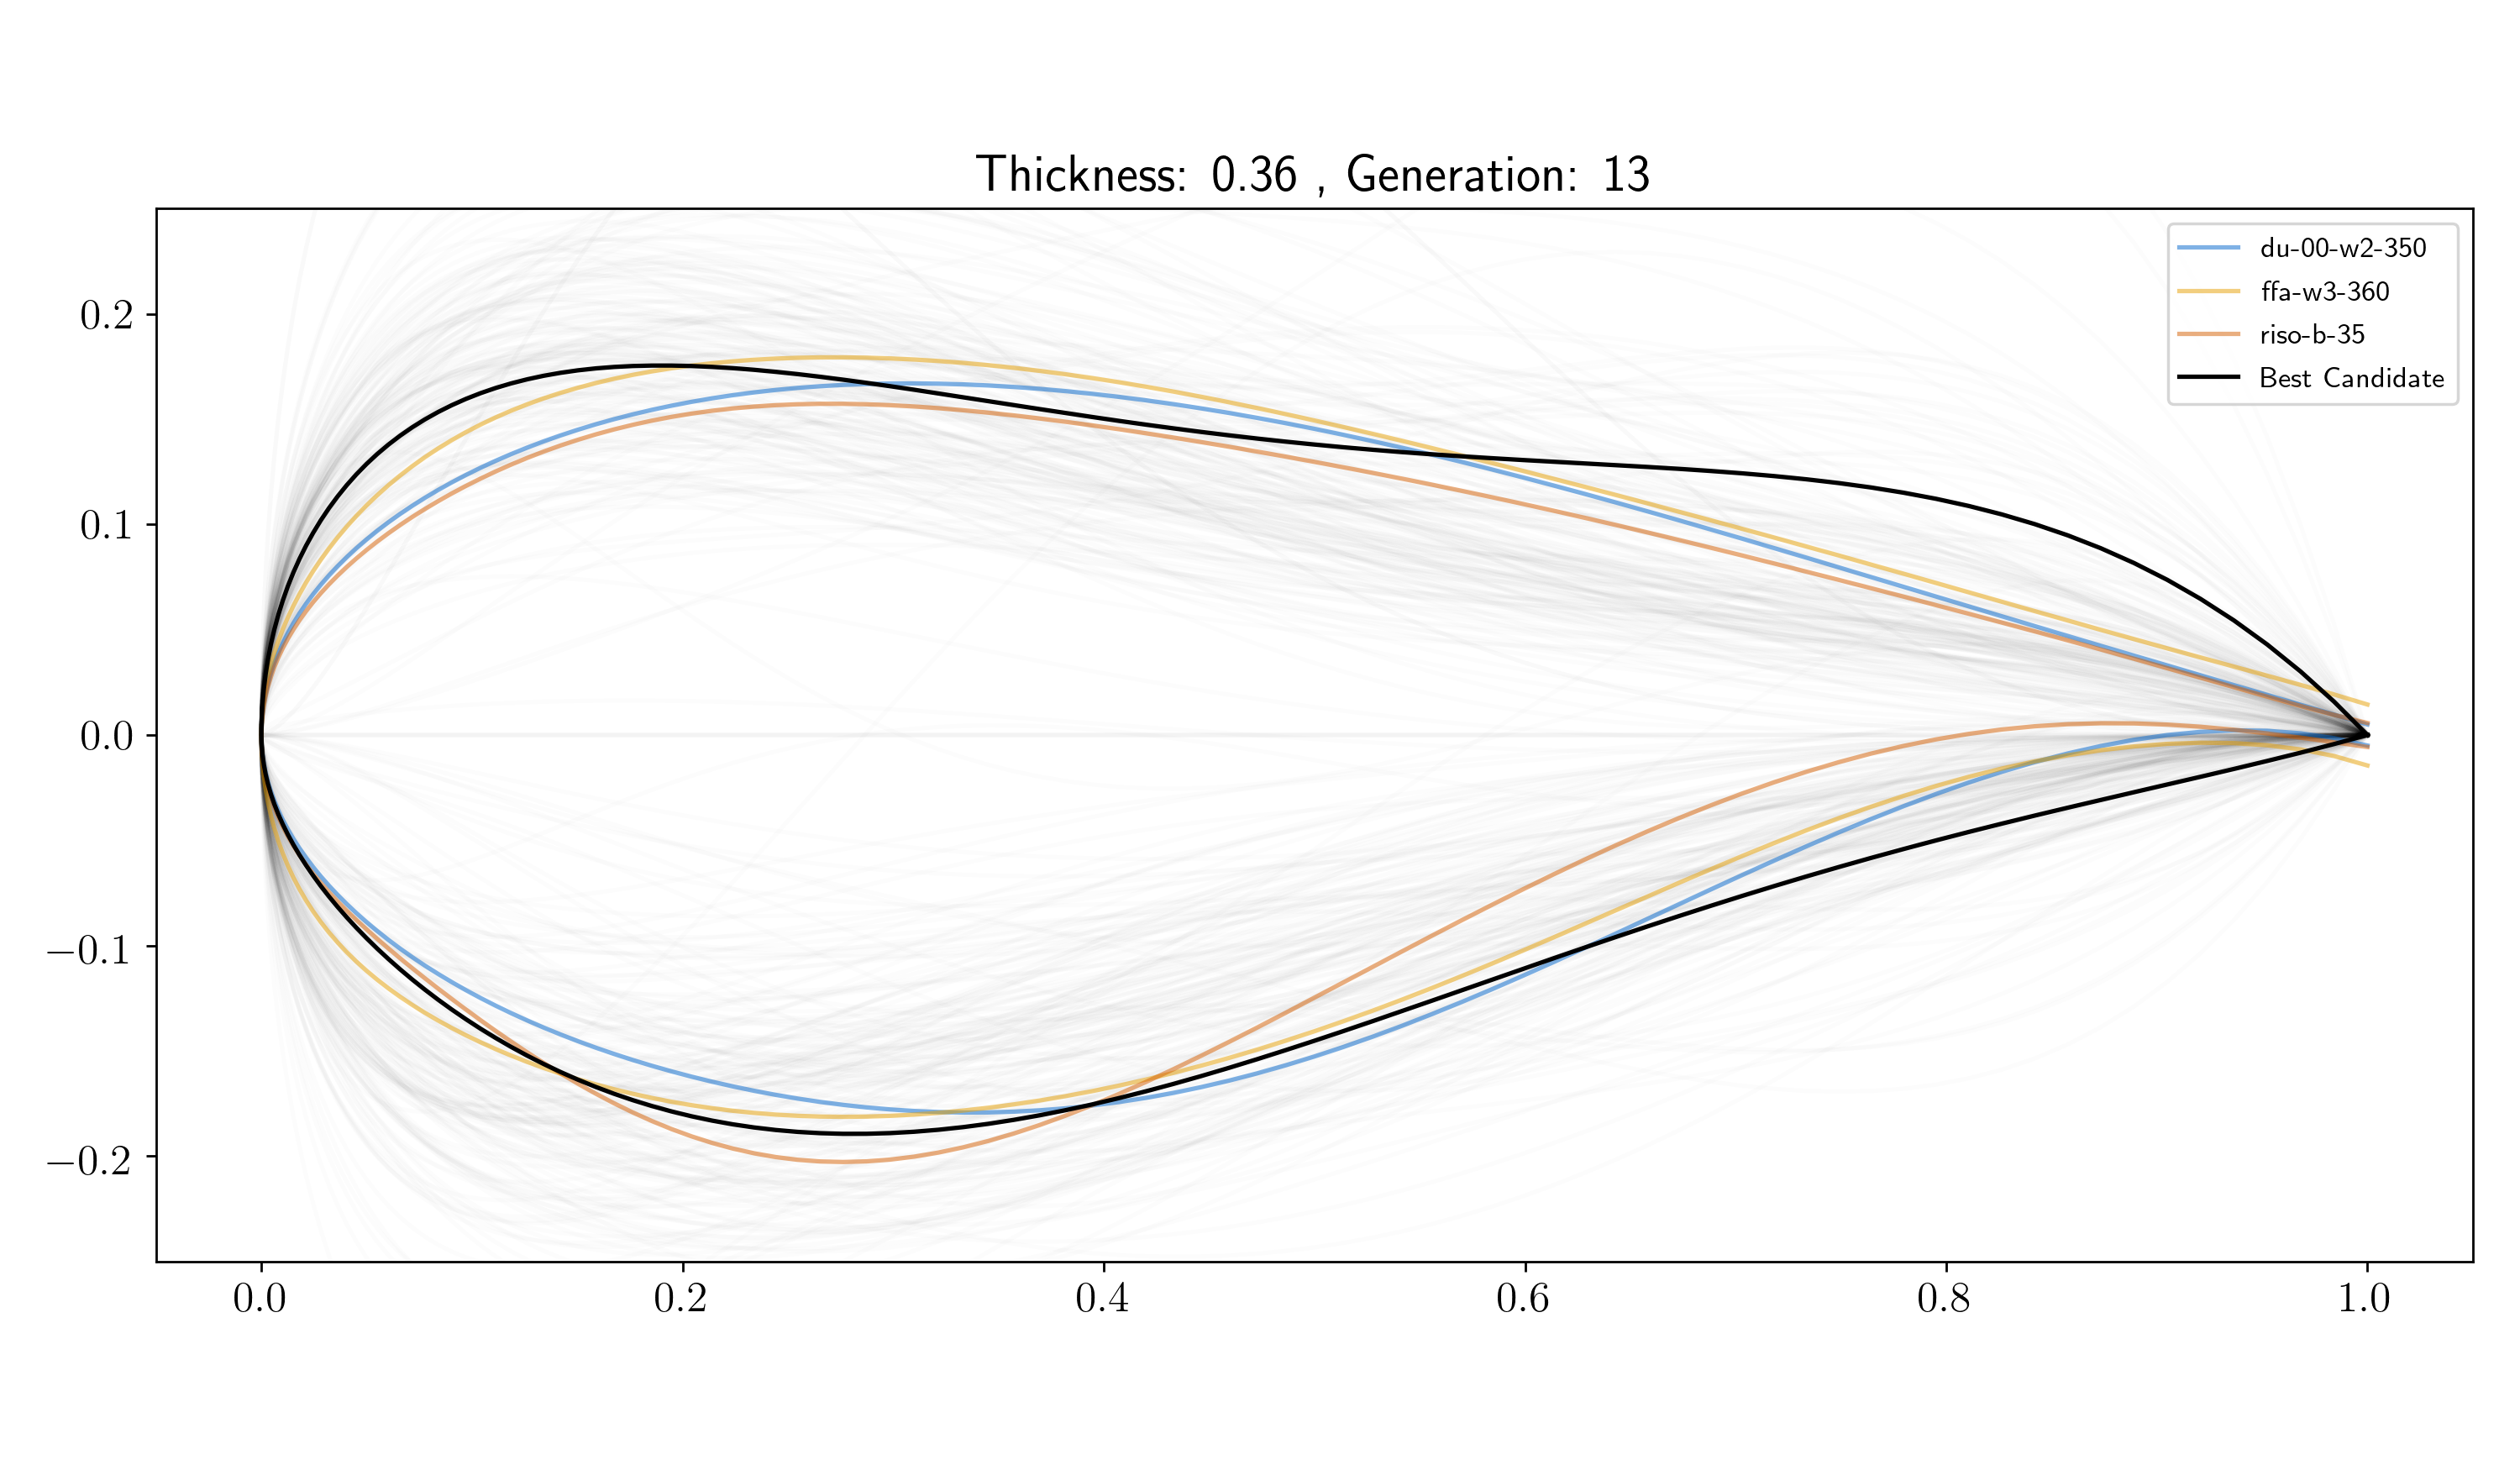 Thickness: 0.36 , Generation: 13
du-00-w2-350
ffa-w3-360
riso-b-35
Best Candidate
0.2
0.1
0.0
−0.1
−0.2
0.0 0.2 0.4 0.6 0.8 1.0